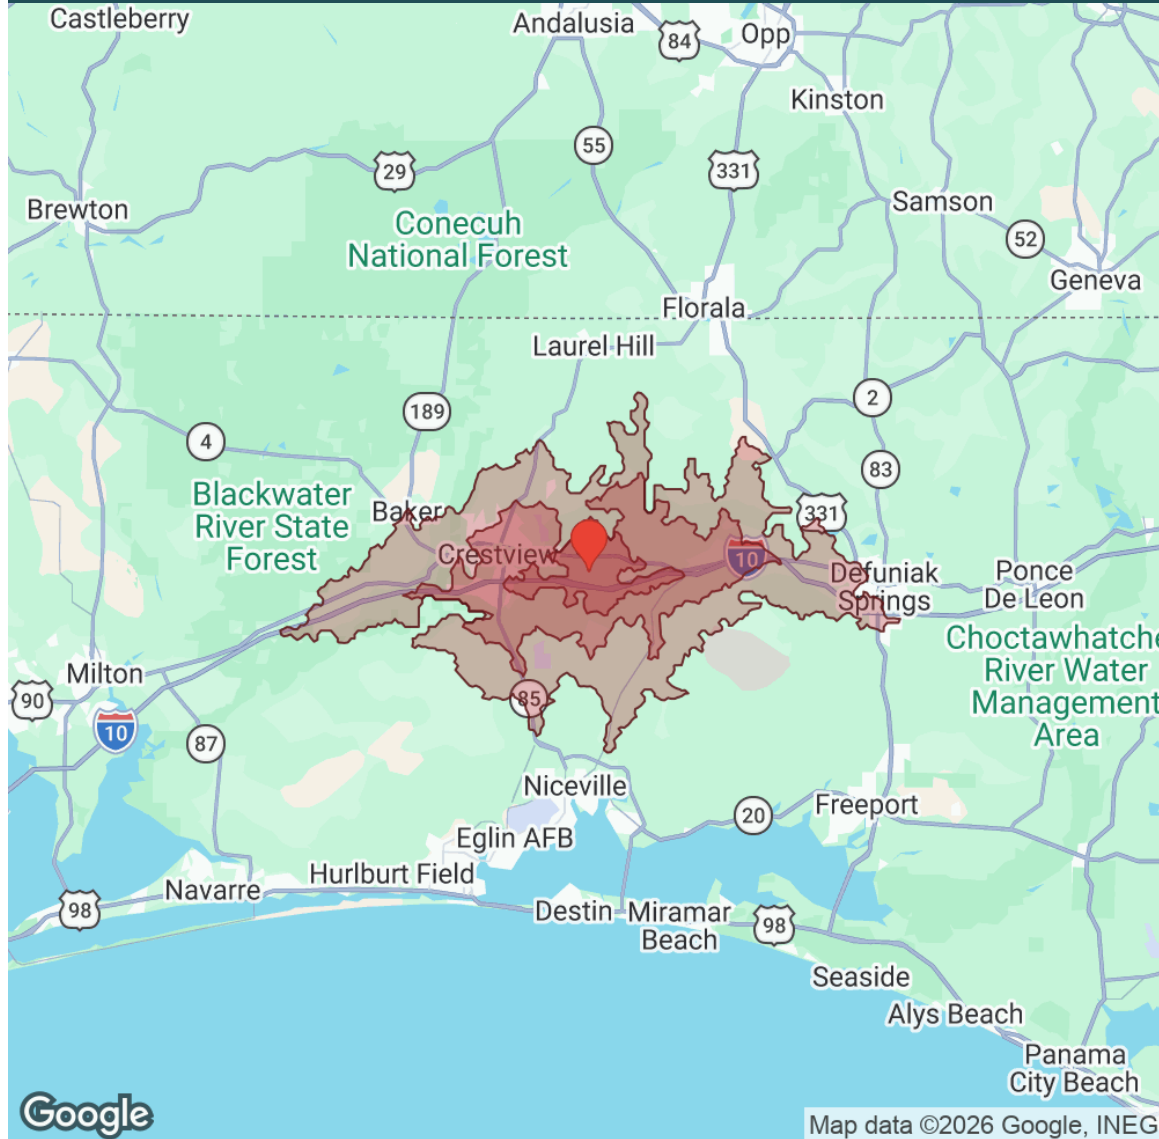 Castleberry
Andalusia
84
Opp
Kinston
55
29
331
Brewton
Samson
Conecuh
National Forest
52
Geneva
Florala
Laurel Hill
2
189
4
83
Blackwater
River State
Forest
Baker
331
Crestview
10
Defuniak
Springs
Ponce
De Leon
Choctawhatche
River Water
Management
Area
Milton
90
85
10
87
Niceville
Freeport
20
Eglin AFB
Hurlburt Field
Navarre
98
Destin
Miramar
Beach
98
Seaside
Alys Beach
Panama
City Beach
Google
Map data ©2026 Google, INEG